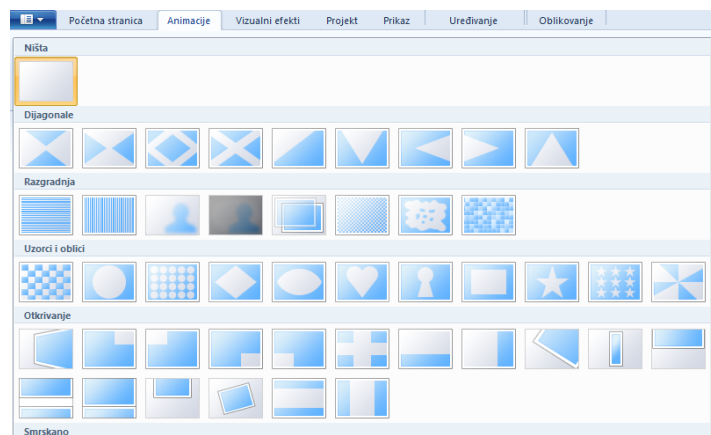 Početna stranica Animacije Vizualni efekti Projekt Prikaz Uređivanje Oblikovanje
Ništa
Dijagonale
Razgradnja
Uzorci i oblici
Otkrivanje
Smrskano